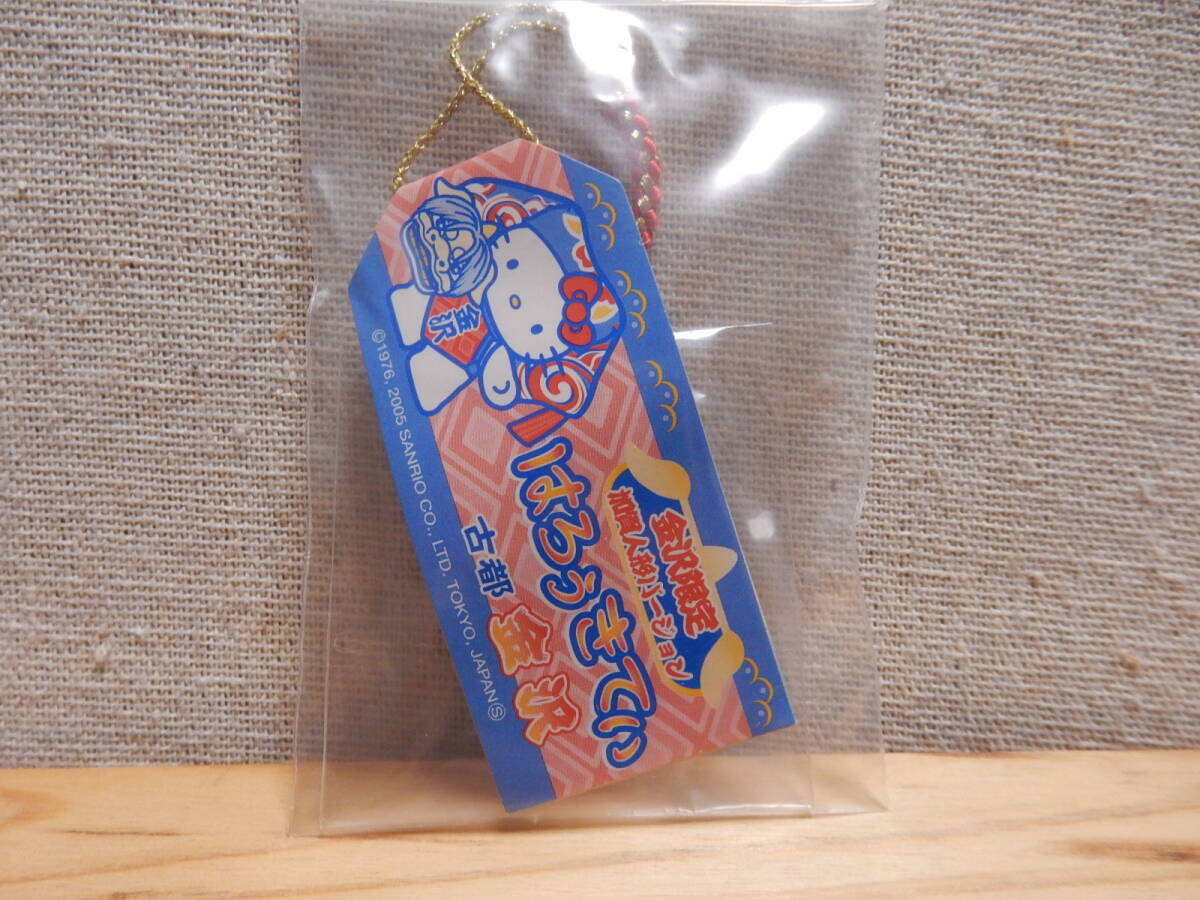 金沢限定
加賀人形バージョン
はろうきてぃ
古都 金沢
金沢
©1976, 2005 SANRIO CO., LTD. TOKYO, JAPAN Ⓢ